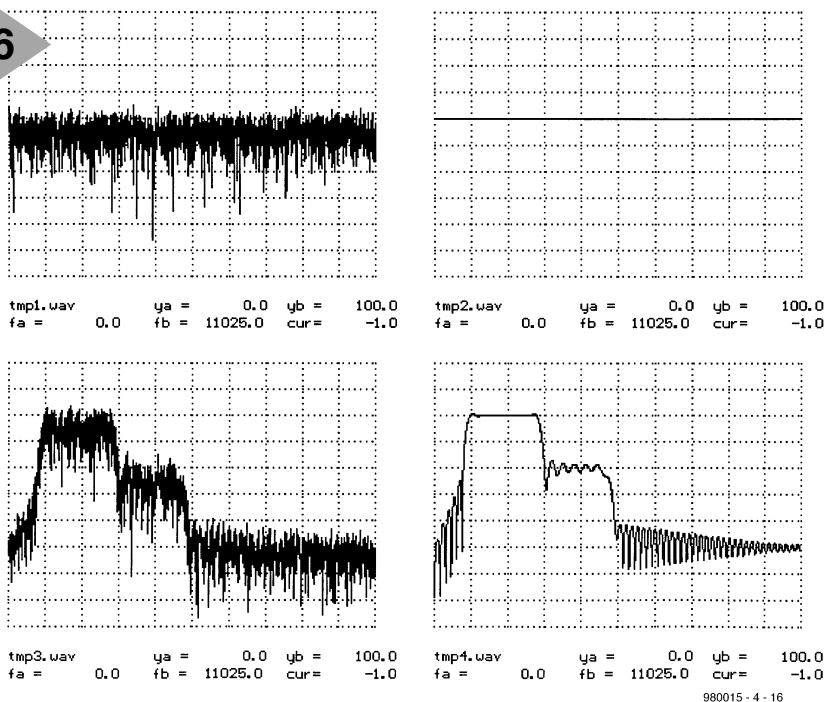 6
tmp1.wav ya = 0.0 yb = 100.0
fa = 0.0 fb = 11025.0 cur= -1.0
tmp2.wav ya = 0.0 yb = 100.0
fa = 0.0 fb = 11025.0 cur= -1.0
tmp3.wav ya = 0.0 yb = 100.0
fa = 0.0 fb = 11025.0 cur= -1.0
tmp4.wav ya = 0.0 yb = 100.0
fa = 0.0 fb = 11025.0 cur= -1.0
980015 - 4 - 16